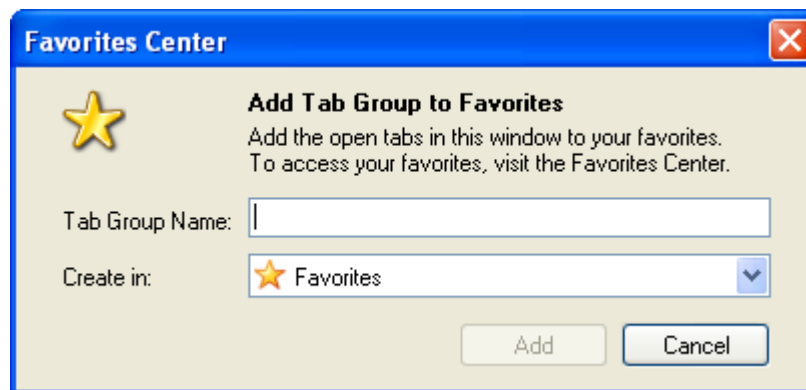 Favorites Center
Add Tab Group to Favorites
Add the open tabs in this window to your favorites.
To access your favorites, visit the Favorites Center.
Tab Group Name:
Create in:
Favorites
Add
Cancel